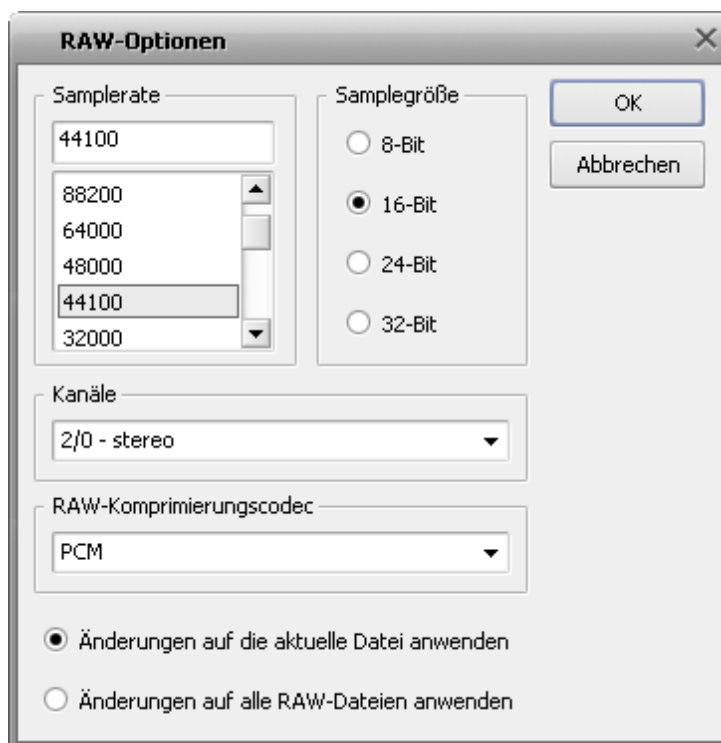 RAW-Optionen
Samplerate
44100
88200
64000
48000
44100
32000
Samplegröße
8-Bit
16-Bit
24-Bit
32-Bit
OK
Abbrechen
Kanäle
2/0 - stereo
RAW-Komprimierungscodec
PCM
Änderungen auf die aktuelle Datei anwenden
Änderungen auf alle RAW-Dateien anwenden